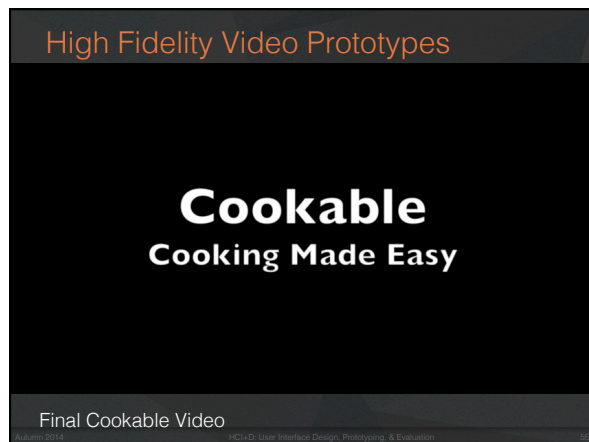 High Fidelity Video Prototypes
Cookable
Cooking Made Easy
Final Cookable Video
Autumn 2014
HCI+D: User Interface Design, Prototyping, & Evaluation
55